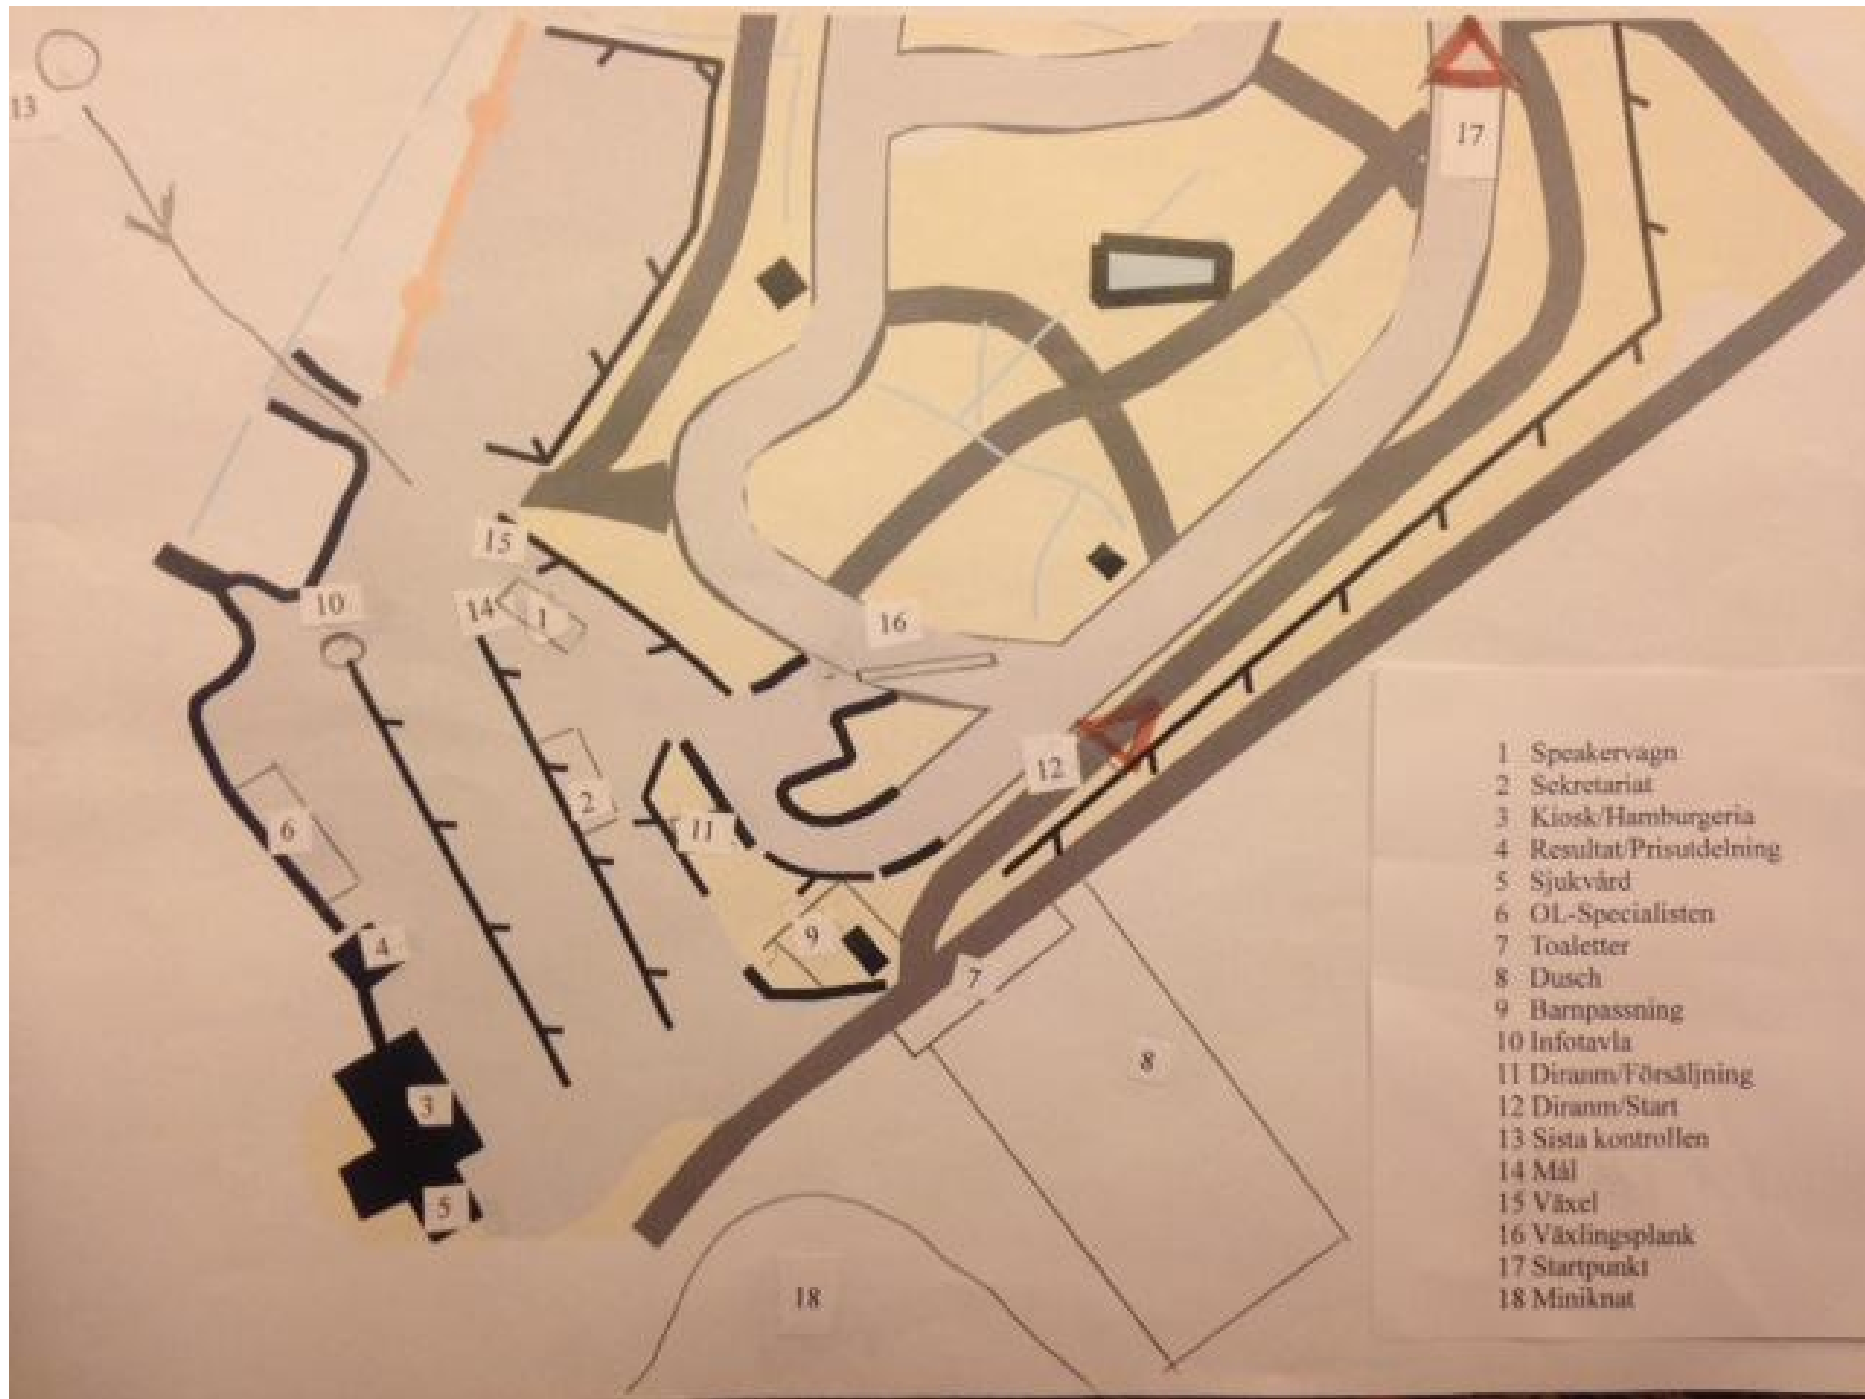 13
17
15
10
14
1
16
12
2
6
11
4
9
7
3
8
5
18
1 Speakervagn
2 Sekretariat
3 Kiosk/Hamburgeria
4 Resultat/Prisutdelning
5 Sjukvård
6 OL-Specialisten
7 Toaletter
8 Dusch
9 Barnpassning
10 Infotavla
11 Diranm/Försäljning
12 Diranm/Start
13 Sista kontrollen
14 Mål
15 Växel
16 Växlingsplank
17 Startpunkt
18 Miniknat